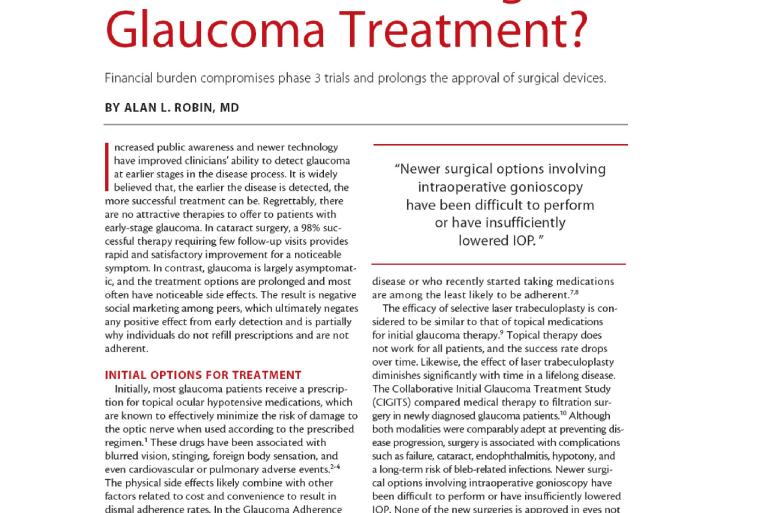 Glaucoma Treatment?
Financial burden compromises phase 3 trials and prolongs the approval of surgical devices.
BY ALAN L. ROBIN, MD
Increased public awareness and newer technology
have improved clinicians' ability to detect glaucoma
at earlier stages in the disease process. It is widely
believed that, the earlier the disease is detected, the
more successful treatment can be. Regrettably, there
are no attractive therapies to offer to patients with
early-stage glaucoma. In cataract surgery, a 98% suc-
cessful therapy requiring few follow-up visits provides
rapid and satisfactory improvement for a noticeable
symptom. In contrast, glaucoma is largely asymptomat-
ic, and the treatment options are prolonged and most
often have noticeable side effects. The result is negative
social marketing among peers, which ultimately negates
any positive effect from early detection and is partially
why individuals do not refill prescriptions and are not
adherent.
INITIAL OPTIONS FOR TREATMENT
Initially, most glaucoma patients receive a prescrip-
tion for topical ocular hypotensive medications, which
are known to effectively minimize the risk of damage to
the optic nerve when used according to the prescribed
regimen.1 These drugs have been associated with
blurred vision, stinging, foreign body sensation, and
even cardiovascular or pulmonary adverse events.2-4
The physical side effects likely combine with other
factors related to cost and convenience to result in
dismal adherence rates. In the Glaucoma Adherence
"Newer surgical options involving
intraoperative gonioscopy
have been difficult to perform
or have insufficiently
lowered IOP."
disease or who recently started taking medications
are among the least likely to be adherent.7,8
The efficacy of selective laser trabeculoplasty is con-
sidered to be similar to that of topical medications
for initial glaucoma therapy.9 Topical therapy does
not work for all patients, and the success rate drops
over time. Likewise, the effect of laser trabeculoplasty
diminishes significantly with time in a lifelong disease.
The Collaborative Initial Glaucoma Treatment Study
(CIGITS) compared medical therapy to filtration sur-
gery in newly diagnosed glaucoma patients.10 Although
both modalities were comparably adept at preventing dis-
ease progression, surgery is associated with complications
such as failure, cataract, endophthalmitis, hypotony, and
a long-term risk of bleb-related infections. Newer surgi-
cal options involving intraoperative gonioscopy have
been difficult to perform or have insufficiently lowered
IOP. None of the new surgeries is approved in eyes not